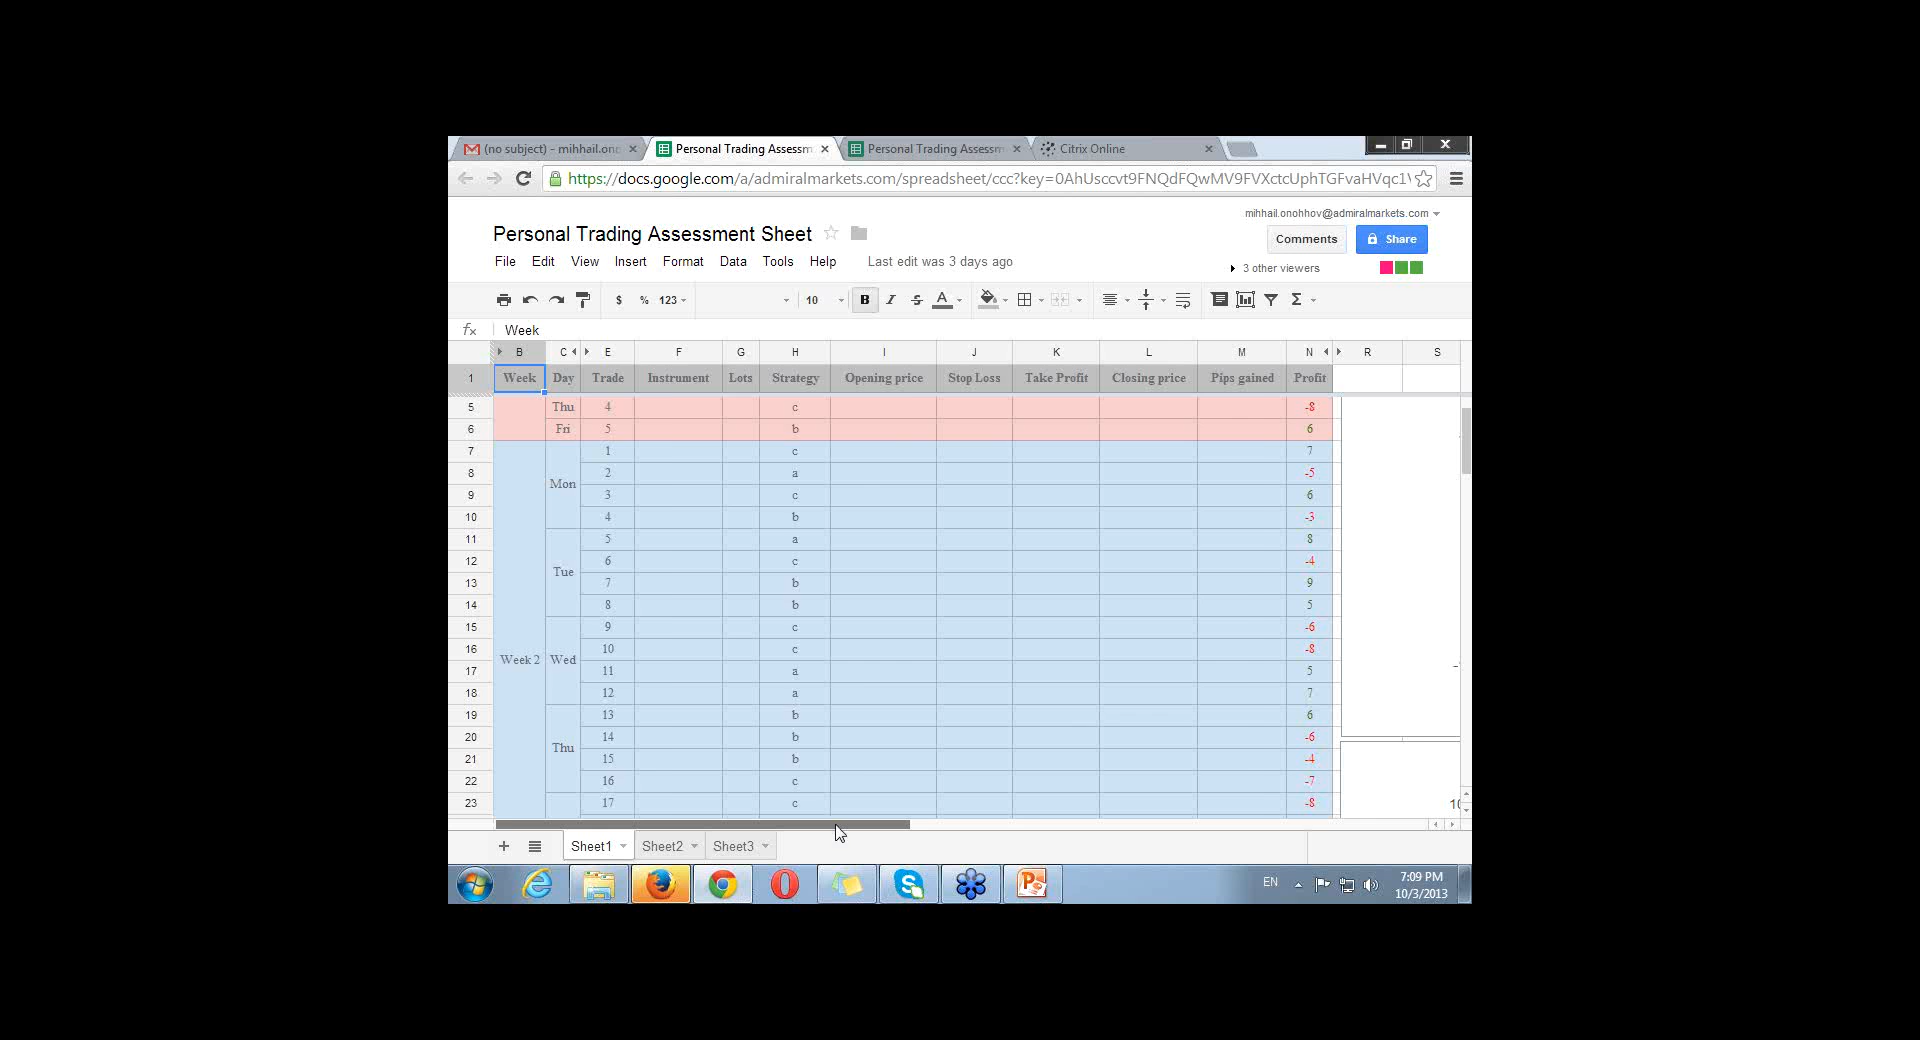 (no subject) - mihhail.ono
Personal Trading Assessm
Personal Trading Assessm
Citrix Online
https://docs.google.com/a/admiralmarkets.com/spreadsheet/ccc?key=0AhUsccvt9FNQdFQwMV9FVXctcUphTGFvaHVqc1
mihhail.onohhov@admiralmarkets.com
Personal Trading Assessment Sheet
Comments
Share
File Edit View Insert Format Data Tools Help Last edit was 3 days ago
3 other viewers
$ % 123 10 B I S A Σ
fx Week
B C E F G H I J K L M N R S
1 Week Day Trade Instrument Lots Strategy Opening price Stop Loss Take Profit Closing price Pips gained Profit
5 Thu 4 c -8
6 Fri 5 b 6
7 1 c 7
8 2 a -5
Mon
9 3 c 6
10 4 b -3
11 5 a 8
12 6 c -4
Tue
13 7 b 9
14 8 b 5
15 9 c -6
16 10 c -8
Week 2 Wed
17 11 a 5
18 12 a 7
19 13 b 6
20 14 b -6
Thu
21 15 b -4
22 16 c -7
23 17 c -8
Sheet1 Sheet2 Sheet3
EN
7:09 PM
10/3/2013